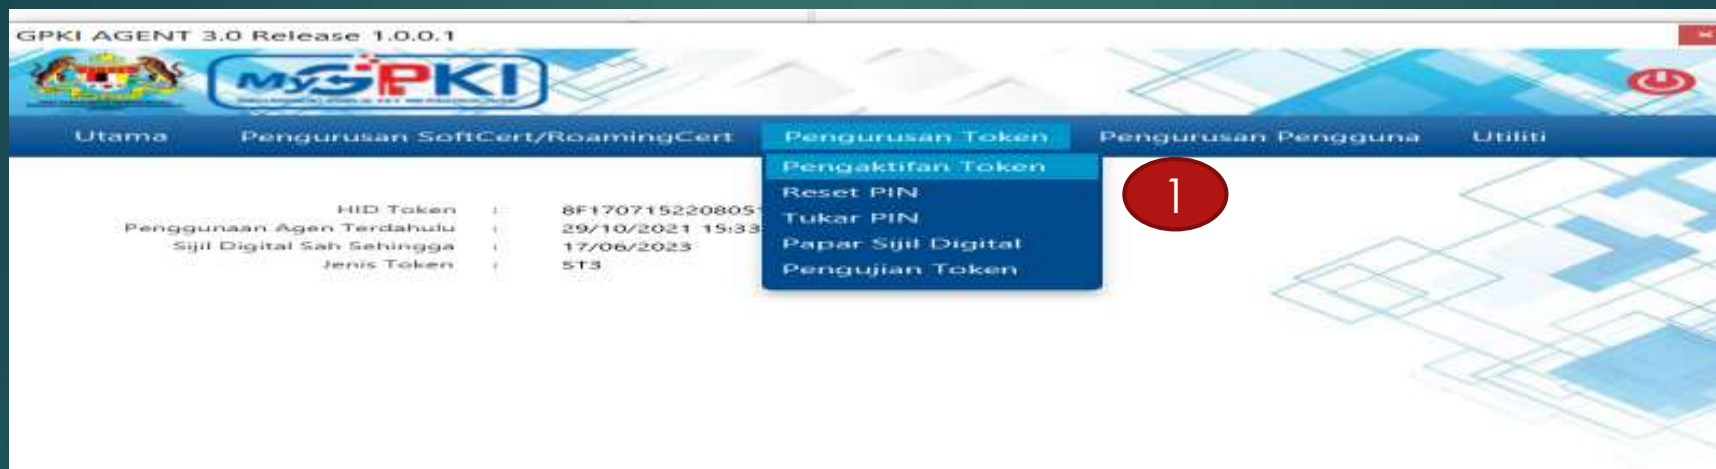 GPKI AGENT 3.0 Release 1.0.0.1
MyGPKI
Utama Pengurusan SoftCert/RoamingCert Pengurusan Token Pengurusan Pengguna Utiliti
Pengaktifan Token
Reset PIN
Tukar PIN
Papar Sijil Digital
Pengujian Token
1
HID Token : 8F170715220805
Penggunaan Agen Terdahulu : 29/10/2021 15:33
Sijil Digital Sah Sehingga : 17/06/2023
Jenis Token : ST3